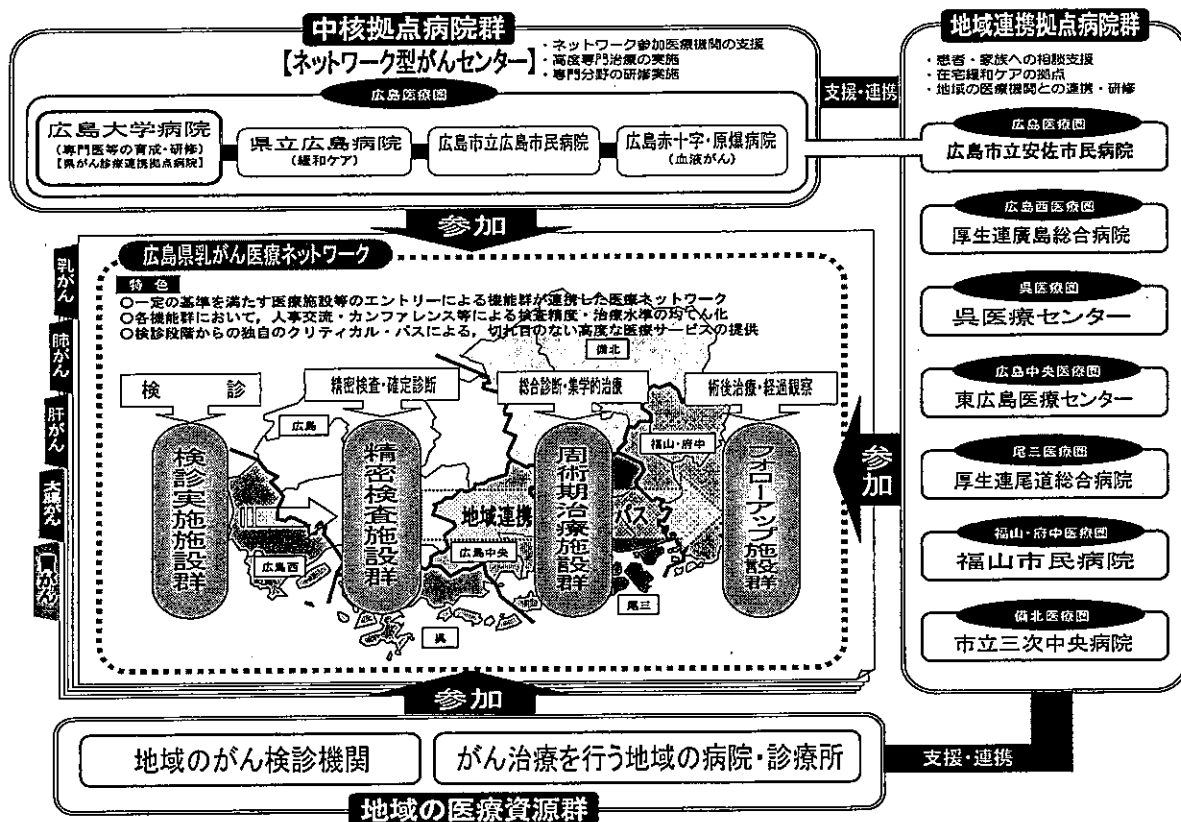 中核拠点病院群
【ネットワーク型がんセンター】
・ネットワーク参加医療機関の支援
・高度専門治療の実施
・専門分野の研修実施
広島医療圏
広島大学病院
(専門医等の育成・研修)
【県がん診療連携拠点病院】
県立広島病院
(緩和ケア)
広島市立広島市民病院
広島赤十字・原爆病院
(血液がん)
支援・連携
地域連携拠点病院群
・患者・家族への相談支援
・在宅緩和ケアの拠点
・地域の医療機関との連携・研修
広島医療圏
広島市立安佐市民病院
広島西医療圏
厚生連廣島総合病院
呉医療圏
呉医療センター
広島中央医療圏
東広島医療センター
尾三医療圏
厚生連尾道総合病院
福山・府中医療圏
福山市民病院
備北医療圏
市立三次中央病院
参加
乳がん
肺がん
肝がん
大腸がん
胃がん
広島県乳がん医療ネットワーク
特色
○一定の基準を満たす医療施設等のエントリーによる機能群が連携した医療ネットワーク
○各機能群において，人事交流・カンファレンス等による検査精度・治療水準の均てん化
○検診段階からの独自のクリティカル・パスによる，切れ目のない高度な医療サービスの提供
検診
精密検査・確定診断
総合診断・集学的治療
術後治療・経過観察
検診実施施設群
精密検査施設群
周術期治療施設群
フォローアップ施設群
備北
広島
福山・府中
地域連携
パス
広島西
広島中央
尾三
呉
参加
参加
地域のがん検診機関
がん治療を行う地域の病院・診療所
地域の医療資源群
支援・連携